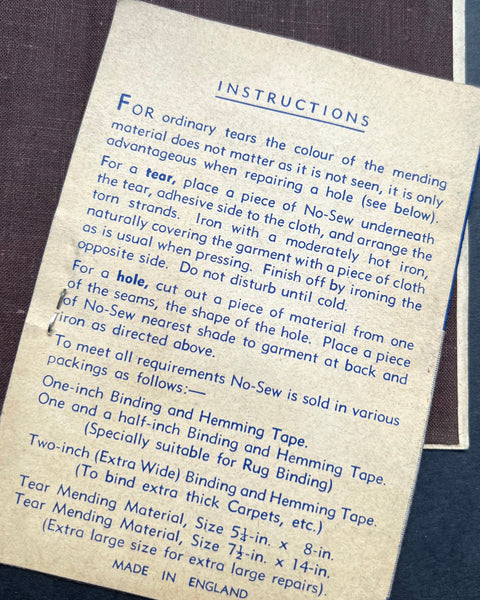 INSTRUCTIONS
FOR ordinary tears the colour of the mending
material does not matter as it is not seen, it is only
advantageous when repairing a hole (see below).
For a tear, place a piece of No-Sew underneath
the tear, adhesive side to the cloth, and arrange the
torn strands. Iron with a moderately hot iron,
naturally covering the garment with a piece of cloth
as is usual when pressing. Finish off by ironing the
opposite side. Do not disturb until cold.
For a hole, cut out a piece of material from one
of the seams, the shape of the hole. Place a piece
of No-Sew nearest shade to garment at back and
iron as directed above.
To meet all requirements No-Sew is sold in various
packings as follows:—
One-inch Binding and Hemming Tape.
One and a half-inch Binding and Hemming Tape.
(Specially suitable for Rug Binding)
Two-inch (Extra Wide) Binding and Hemming Tape.
(To bind extra thick Carpets, etc.)
Tear Mending Material, Size 5¼-in. x 8-in.
Tear Mending Material, Size 7½-in. x 14-in.
(Extra large size for extra large repairs).
MADE IN ENGLAND